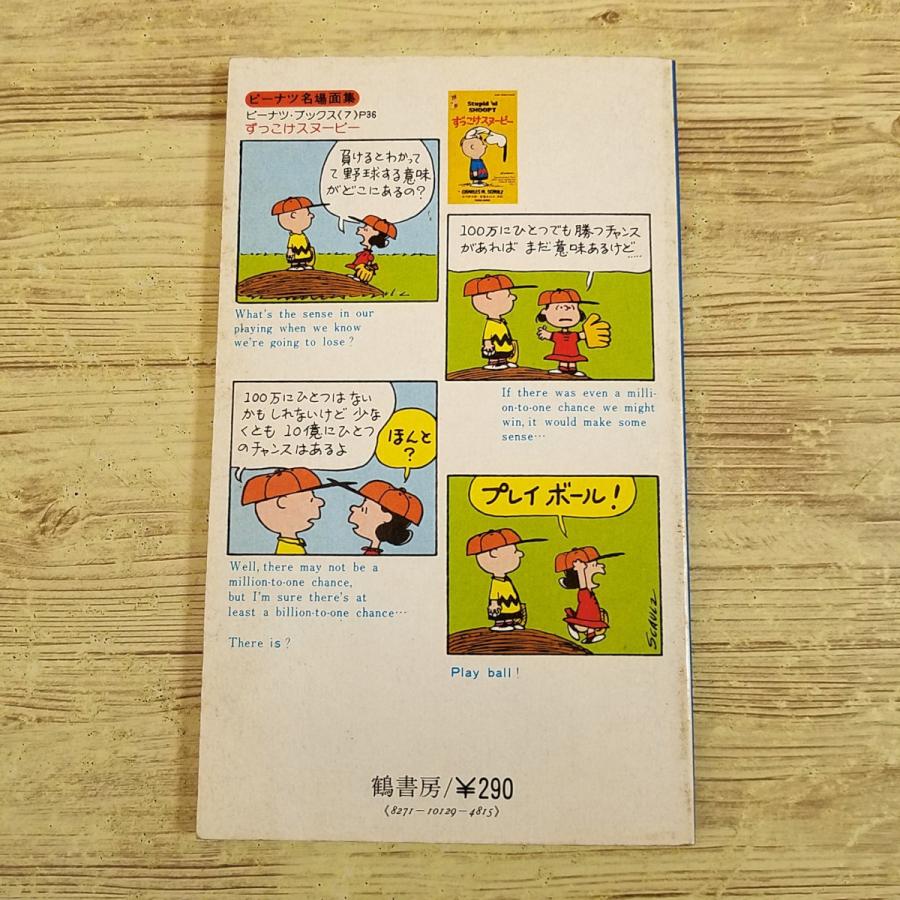 ピーナツ名場面集
ピーナツ・ブックス〈7〉P36
ずっこけスヌーピー
Stupid 'ol
SNOOPY
ずっこけスヌーピー
CHARLES M. SCHULZ
負けるとわかって
て野球する意味
がどこにあるの?
What's the sense in our
playing when we know
we're going to lose?
100万にひとつでも勝つチャンス
があれば まだ意味あるけど……
If there was even a milli-
on-to-one chance we might
win, it would make some
sense…
100万にひとつはない
かもしれないけど 少な
くとも 10億にひとつ
のチャンスはあるよ
ほんと
?
Well, there may not be a
million-to-one chance,
but I'm sure there's at
least a billion-to-one chance…
There is?
プレイボール!
SCHULZ
Play ball!
鶴書房/¥290
《8271-10129-4815》